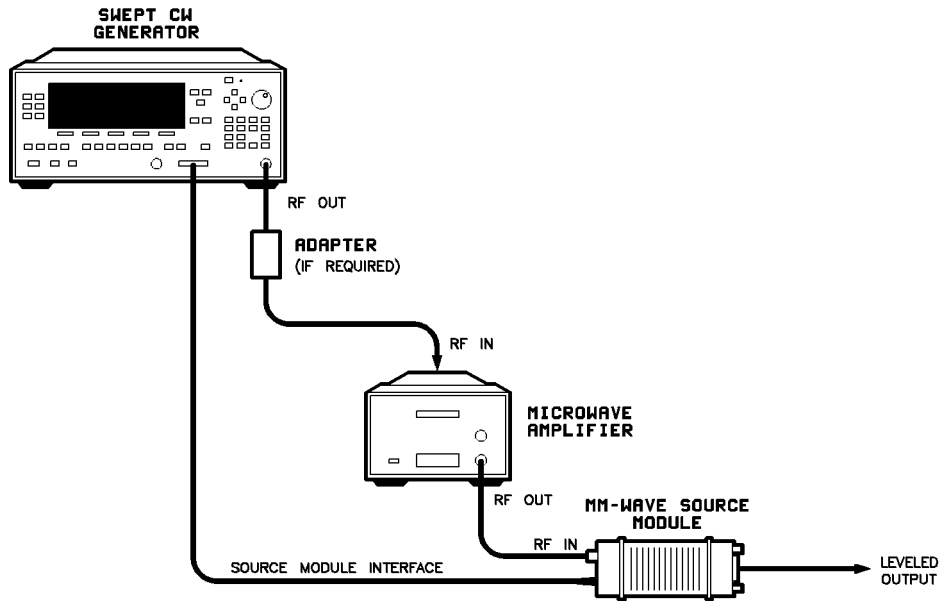 SWEPT CW
GENERATOR
RF OUT
ADAPTER
(IF REQUIRED)
RF IN
MICROWAVE
AMPLIFIER
RF OUT
MM-WAVE SOURCE
MODULE
RF IN
SOURCE MODULE INTERFACE
LEVELED
OUTPUT